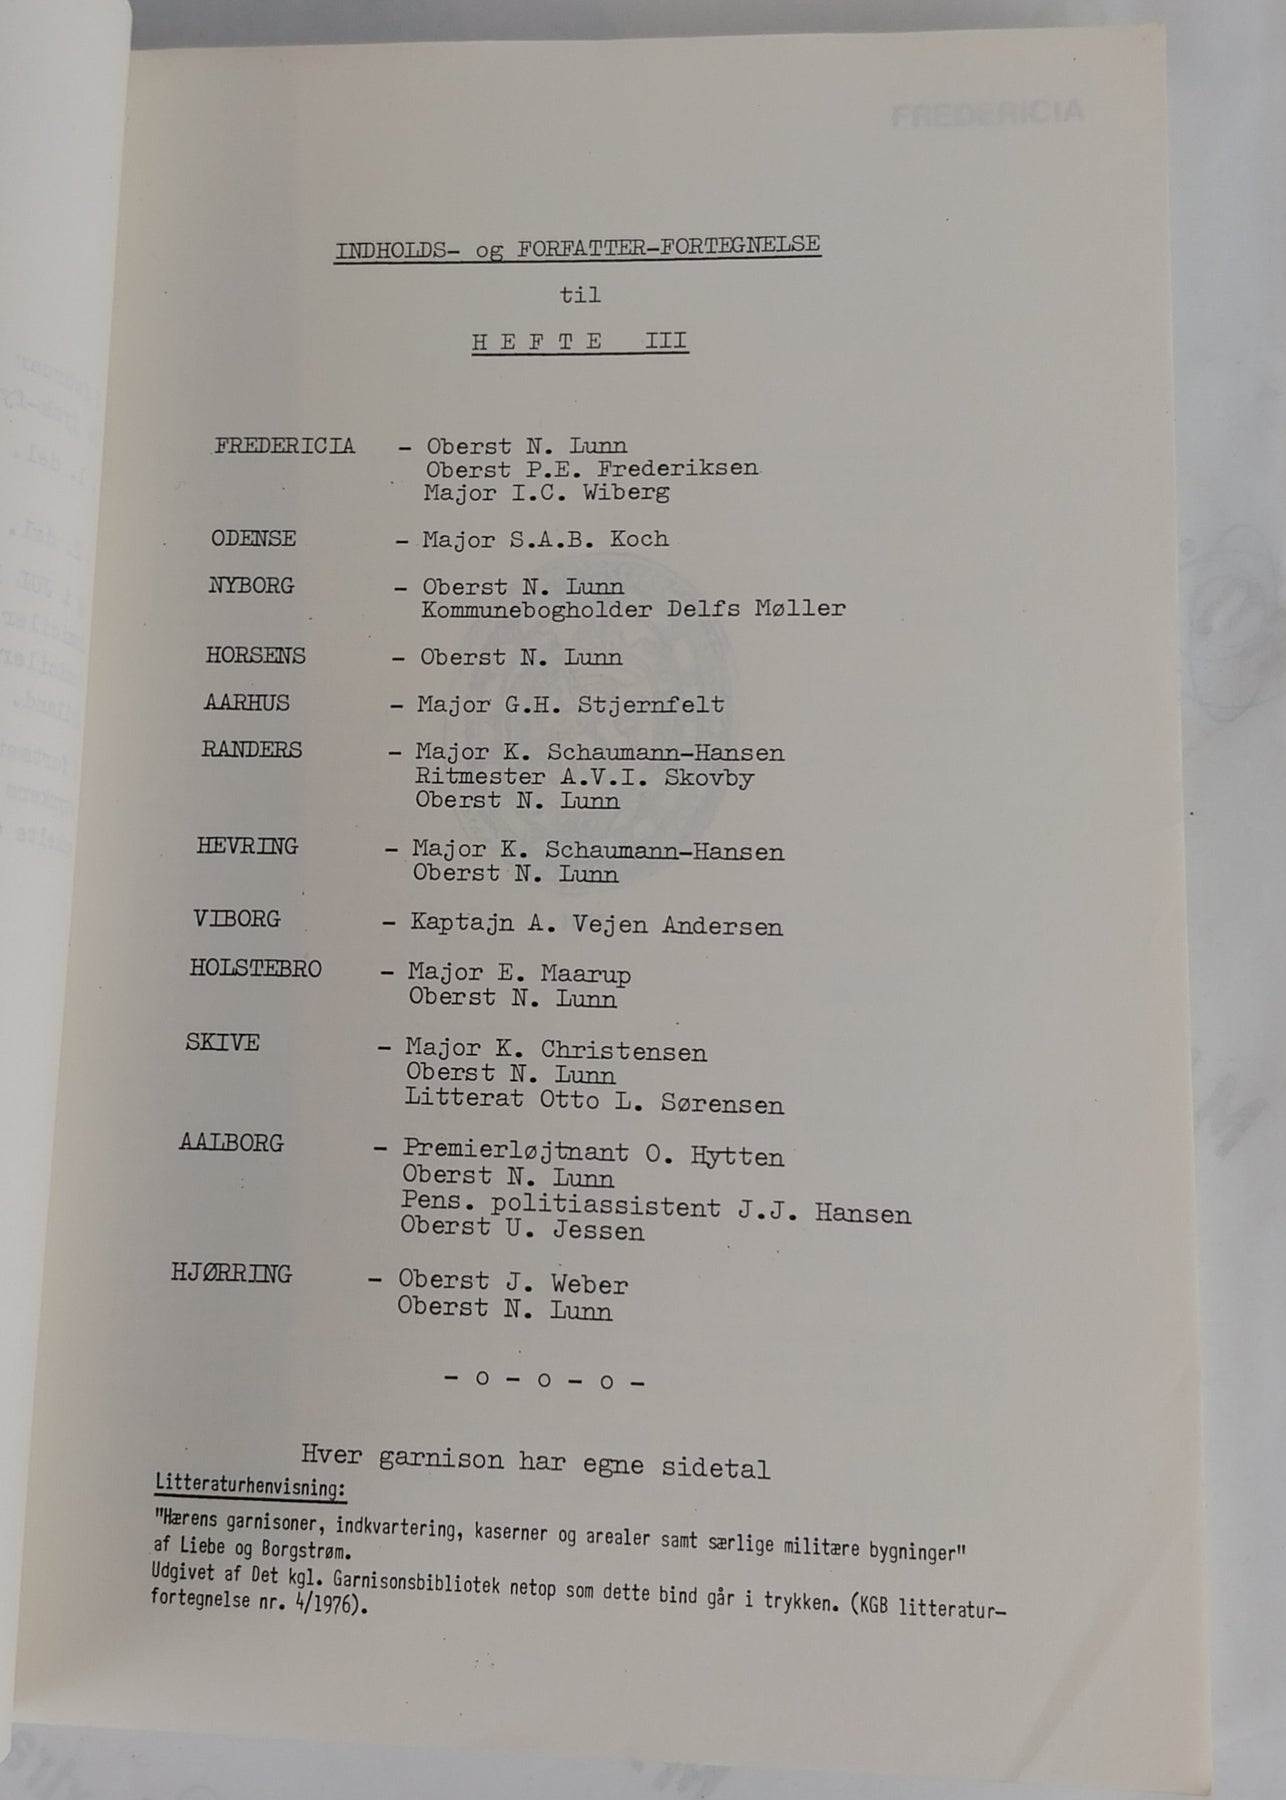 FREDERICIA
INDHOLDS- og FORFATTER-FORTEGNELSE
til
H E F T E III
FREDERICIA - Oberst N. Lunn
Oberst P.E. Frederiksen
Major I.C. Wiberg
ODENSE - Major S.A.B. Koch
NYBORG - Oberst N. Lunn
Kommunebogholder Delfs Møller
HORSENS - Oberst N. Lunn
AARHUS - Major G.H. Stjernfelt
RANDERS - Major K. Schaumann-Hansen
Ritmester A.V.I. Skovby
Oberst N. Lunn
HEVRING - Major K. Schaumann-Hansen
Oberst N. Lunn
VIBORG - Kaptajn A. Vejen Andersen
HOLSTEBRO - Major E. Maarup
Oberst N. Lunn
SKIVE - Major K. Christensen
Oberst N. Lunn
Litterat Otto L. Sørensen
AALBORG - Premierløjtnant O. Hytten
Oberst N. Lunn
Pens. politiassistent J.J. Hansen
Oberst U. Jessen
HJØRRING - Oberst J. Weber
Oberst N. Lunn
- o - o - o -
Hver garnison har egne sidetal
Litteraturhenvisning:
"Hærens garnisoner, indkvartering, kaserner og arealer samt særlige militære bygninger"
af Liebe og Borgstrøm.
Udgivet af Det kgl. Garnisonsbibliotek netop som dette bind går i trykken. (KGB litteratur-
fortegnelse nr. 4/1976).